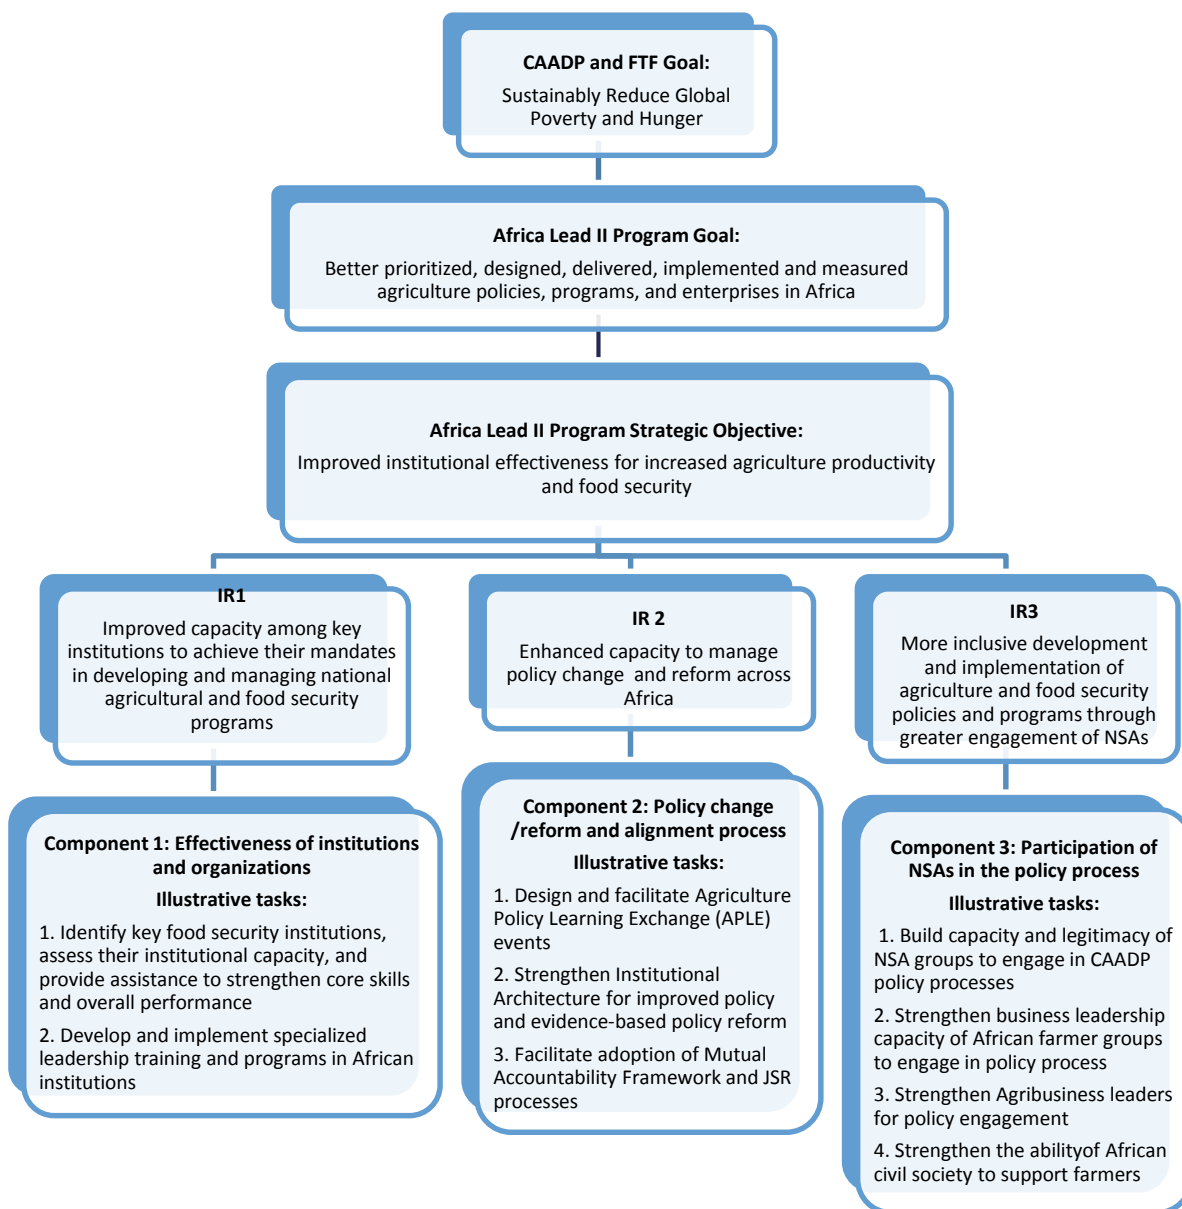 CAADP and FTF Goal:
Sustainably Reduce Global
Poverty and Hunger
Africa Lead II Program Goal:
Better prioritized, designed, delivered, implemented and measured
agriculture policies, programs, and enterprises in Africa
Africa Lead II Program Strategic Objective:
Improved institutional effectiveness for increased agriculture productivity
and food security
IR1
Improved capacity among key
institutions to achieve their mandates
in developing and managing national
agricultural and food security
programs
IR 2
Enhanced capacity to manage
policy change and reform across
Africa
IR3
More inclusive development
and implementation of
agriculture and food security
policies and programs through
greater engagement of NSAs
Component 1: Effectiveness of institutions
and organizations
Illustrative tasks:
1. Identify key food security institutions,
assess their institutional capacity, and
provide assistance to strengthen core skills
and overall performance
2. Develop and implement specialized
leadership training and programs in African
institutions
Component 2: Policy change
/reform and alignment process
Illustrative tasks:
1. Design and facilitate Agriculture
Policy Learning Exchange (APLE)
events
2. Strengthen Institutional
Architecture for improved policy
and evidence-based policy reform
3. Facilitate adoption of Mutual
Accountability Framework and JSR
processes
Component 3: Participation of
NSAs in the policy process
Illustrative tasks:
1. Build capacity and legitimacy of
NSA groups to engage in CAADP
policy processes
2. Strengthen business leadership
capacity of African farmer groups
to engage in policy process
3. Strengthen Agribusiness leaders
for policy engagement
4. Strengthen the abilityof African
civil society to support farmers